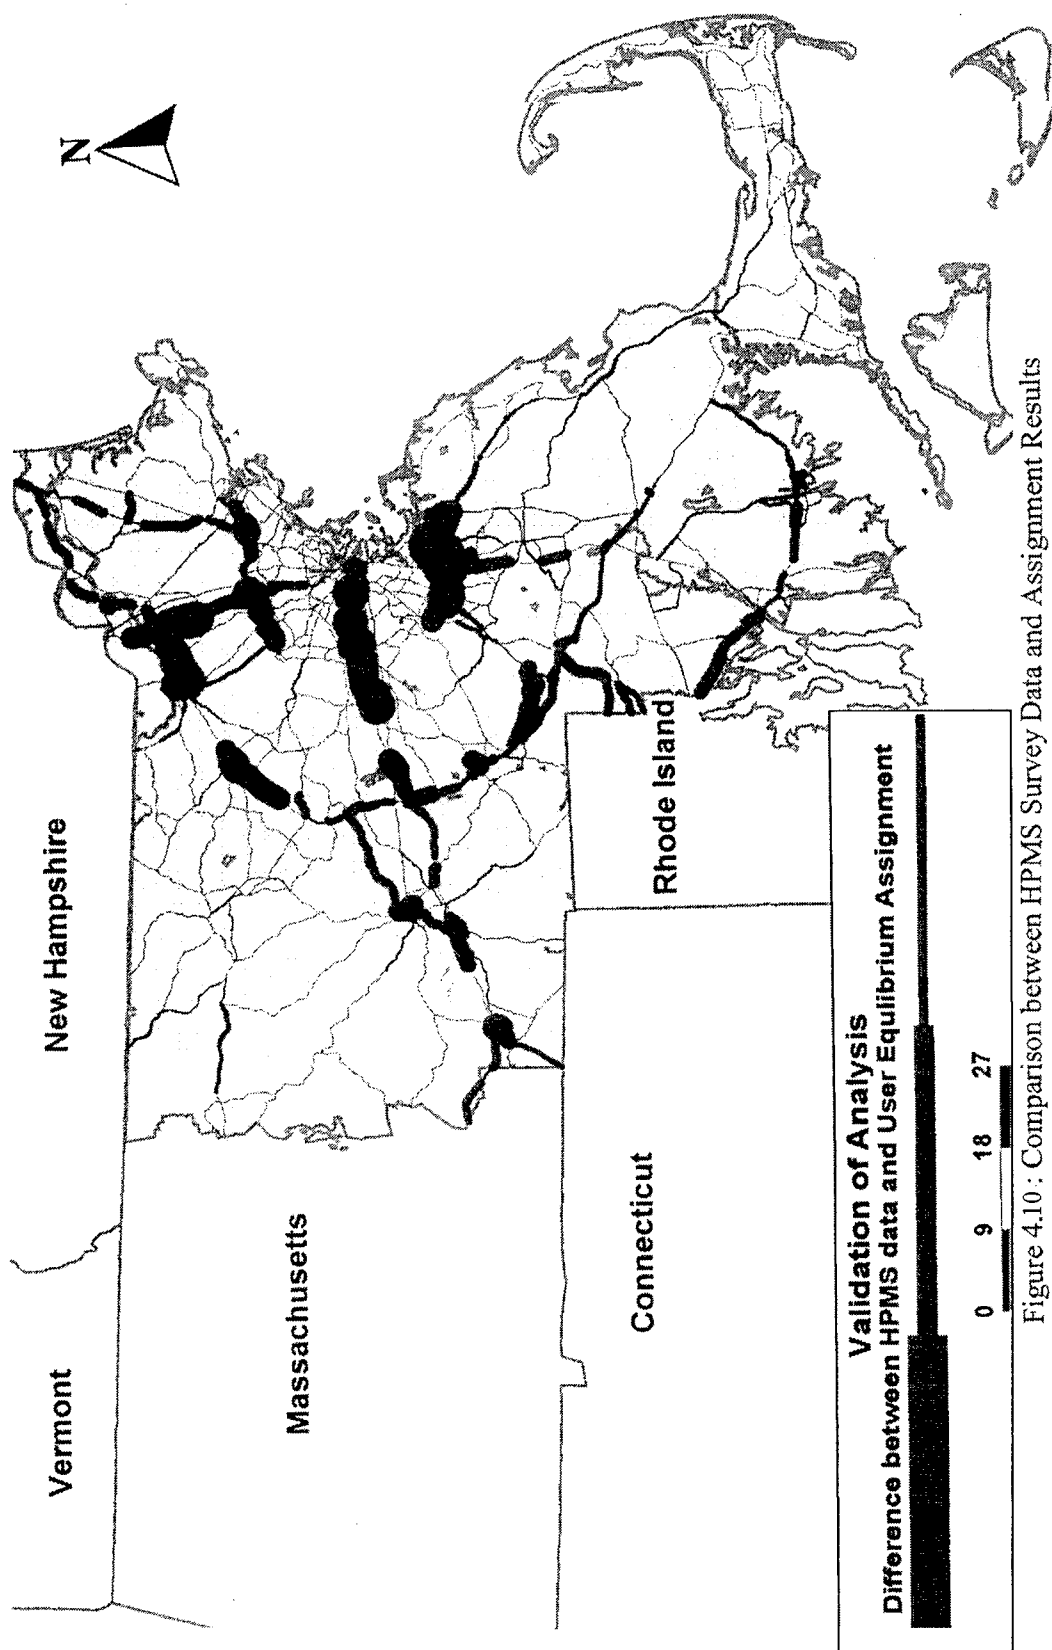 N
New Hampshire
Vermont
Massachusetts
Rhode Island
Connecticut
Validation of Analysis
Difference between HPMS data and User Equlibrium Assignment
0 9 18 27
Figure 4.10 : Comparison between HPMS Survey Data and Assignment Results